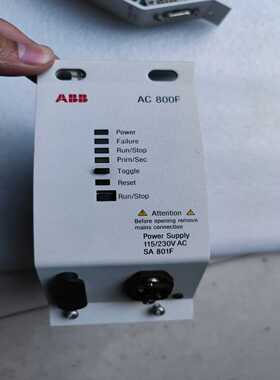 ABB AC 800F
Power
Failure
Run/Stop
Prim/Sec
Toggle
Reset
Run/Stop
Attention
Before opening remove
mains connection
Power Supply
115/230V AC
SA 801F